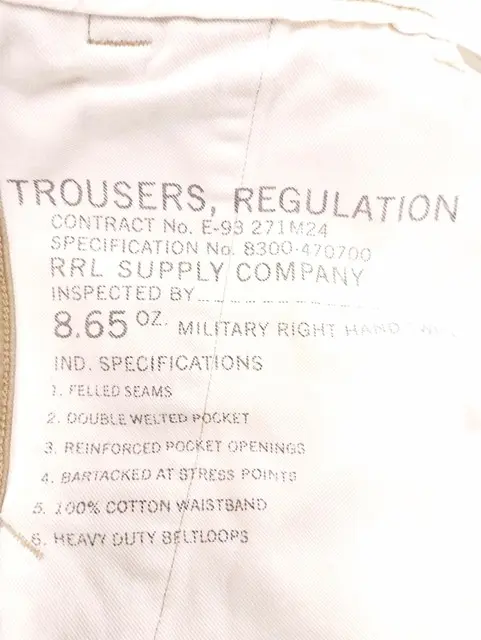 TROUSERS, REGULATION
CONTRACT No. E-93 271M24
SPECIFICATION No. 8300-470700
RRL SUPPLY COMPANY
INSPECTED BY
8.65 OZ. MILITARY RIGHT HAND
IND. SPECIFICATIONS
1. FELLED SEAMS
2. DOUBLE WELTED POCKET
3. REINFORCED POCKET OPENINGS
4. BARTACKED AT STRESS POINTS
5. 100% COTTON WAISTBAND
6. HEAVY DUTY BELTLOOPS